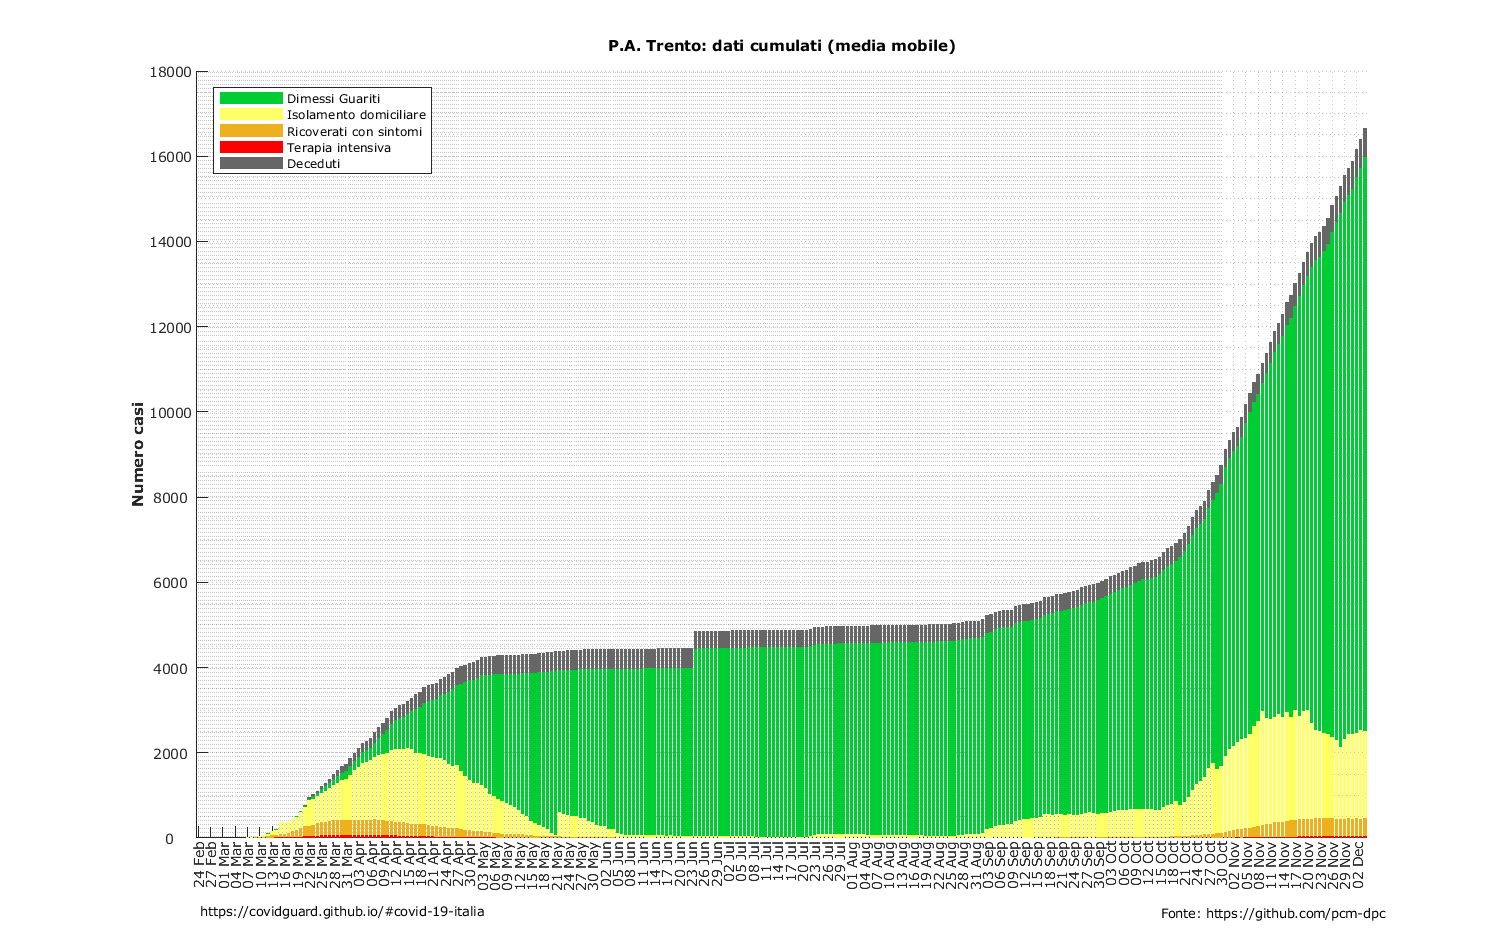 P.A. Trento: dati cumulati (media mobile)
18000
16000
14000
12000
10000
8000
6000
4000
2000
0
Numero casi
Dimessi Guariti
Isolamento domiciliare
Ricoverati con sintomi
Terapia intensiva
Deceduti
24 Feb
27 Feb
01 Mar
04 Mar
07 Mar
10 Mar
13 Mar
16 Mar
19 Mar
22 Mar
25 Mar
28 Mar
31 Mar
03 Apr
06 Apr
09 Apr
12 Apr
15 Apr
18 Apr
21 Apr
24 Apr
27 Apr
30 Apr
03 May
06 May
09 May
12 May
15 May
18 May
21 May
24 May
27 May
30 May
02 Jun
05 Jun
08 Jun
11 Jun
14 Jun
17 Jun
20 Jun
23 Jun
26 Jun
29 Jun
02 Jul
05 Jul
08 Jul
11 Jul
14 Jul
17 Jul
20 Jul
23 Jul
26 Jul
29 Jul
01 Aug
04 Aug
07 Aug
10 Aug
13 Aug
16 Aug
19 Aug
22 Aug
25 Aug
28 Aug
31 Aug
03 Sep
06 Sep
09 Sep
12 Sep
15 Sep
18 Sep
21 Sep
24 Sep
27 Sep
30 Sep
03 Oct
06 Oct
09 Oct
12 Oct
15 Oct
18 Oct
21 Oct
24 Oct
27 Oct
30 Oct
02 Nov
05 Nov
08 Nov
11 Nov
14 Nov
17 Nov
20 Nov
23 Nov
26 Nov
29 Nov
02 Dec
https://covidguard.github.io/#covid-19-italia
Fonte: https://github.com/pcm-dpc